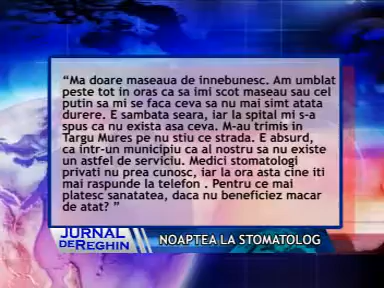 “Ma doare maseaua de innebunesc. Am umblat
peste tot in oras ca sa imi scot maseau sau cel
putin sa mi se faca ceva sa nu mai simt atata
durere. E sambata seara, iar la spital mi s-a
spus ca nu exista asa ceva. M-au trimis in
Targu Mures pe nu stiu ce strada. E absurd,
ca intr-un municipiu ca al nostru sa nu existe
un astfel de serviciu. Medici stomatologi
privati nu prea cunosc, iar la ora asta cine iti
mai raspunde la telefon . Pentru ce mai
platesc sanatatea, daca nu beneficiez macar
de atat? ”
JURNAL
DE REGHIN
NOAPTEA LA STOMATOLOG